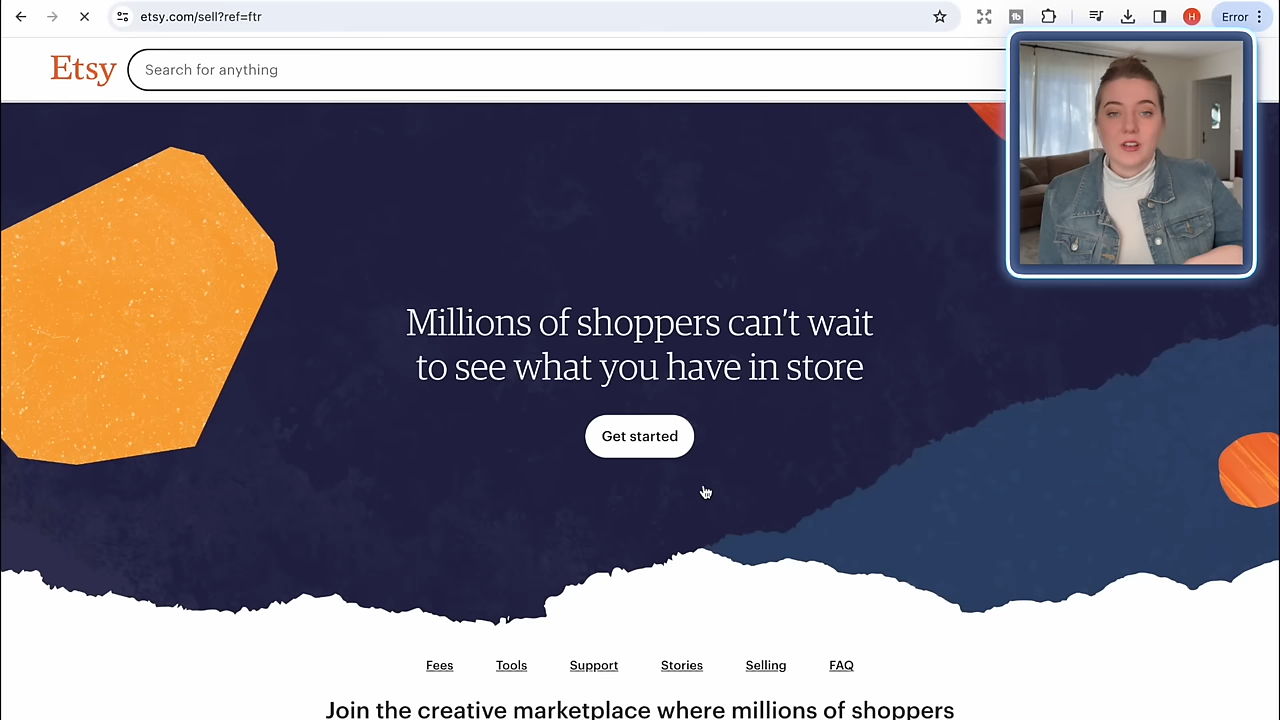 etsy.com/sell?ref=ftr
tb
H
Error
Etsy
Search for anything
Millions of shoppers can't wait
to see what you have in store
Get started
Fees
Tools
Support
Stories
Selling
FAQ
Join the creative marketplace where millions of shoppers